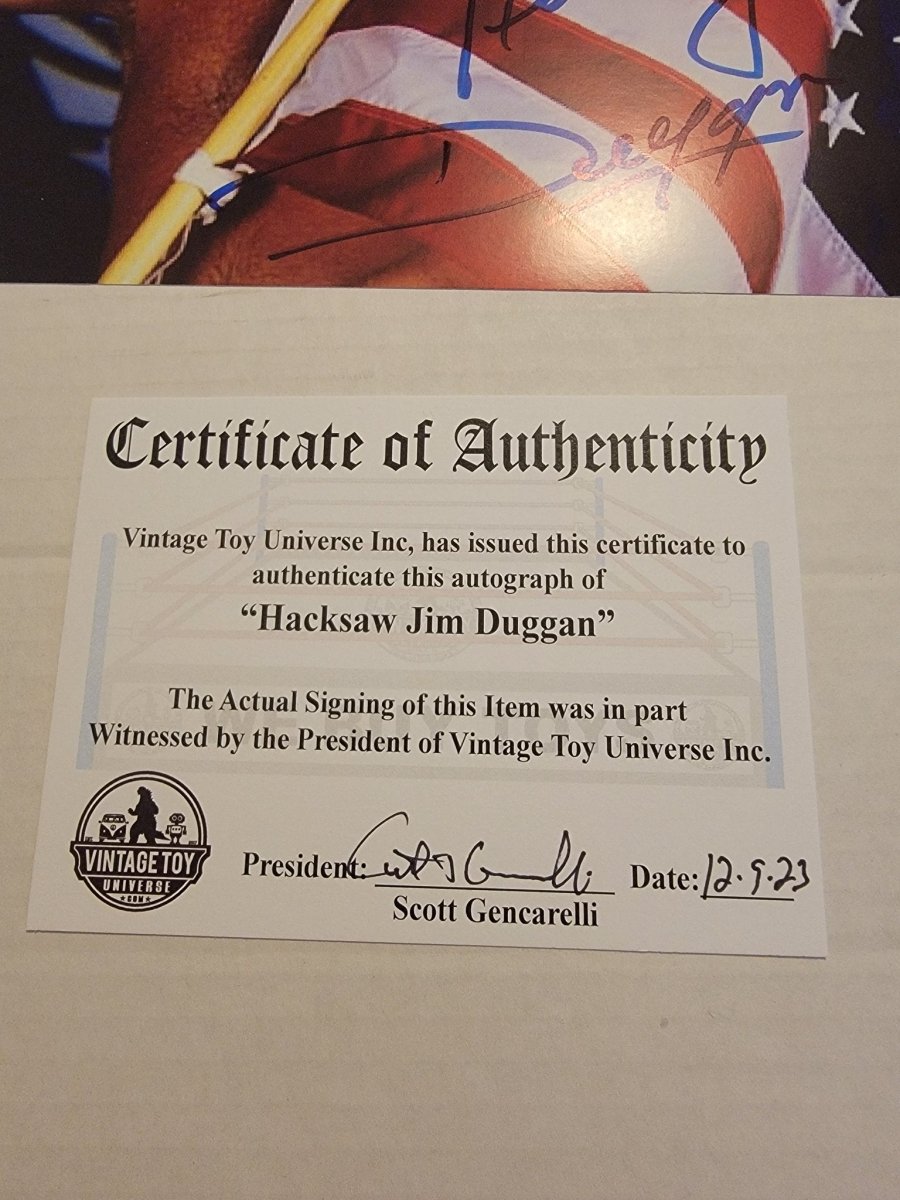 Duggan
Certificate of Authenticity
Vintage Toy Universe Inc, has issued this certificate to
authenticate this autograph of
“Hacksaw Jim Duggan”
The Actual Signing of this Item was in part
Witnessed by the President of Vintage Toy Universe Inc.
VINTAGE TOY
UNIVERSE
COM
President:
Date: 12.9.23
Scott Gencarelli